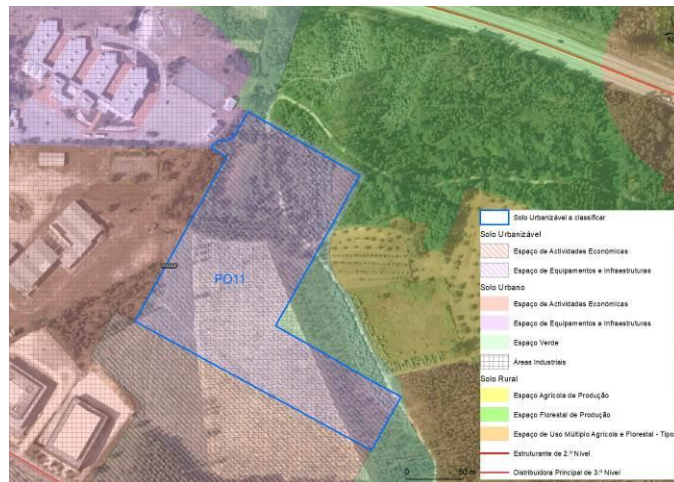 PO11
Solo Urbanizável a classificar
Solo Urbanizável
Espaço de Actividades Económicas
Espaço de Equipamentos e Infraestruturas
Solo Urbano
Espaço de Actividades Económicas
Espaço de Equipamentos e Infraestruturas
Espaço Verde
Áreas Industriais
Solo Rural
Espaço Agrícola de Produção
Espaço Florestal de Produção
Espaço de Uso Múltiplo Agrícola e Florestal - Tipo
Estruturante de 2.º Nível
Distribuidora Principal de 3.º Nível
0 50 m